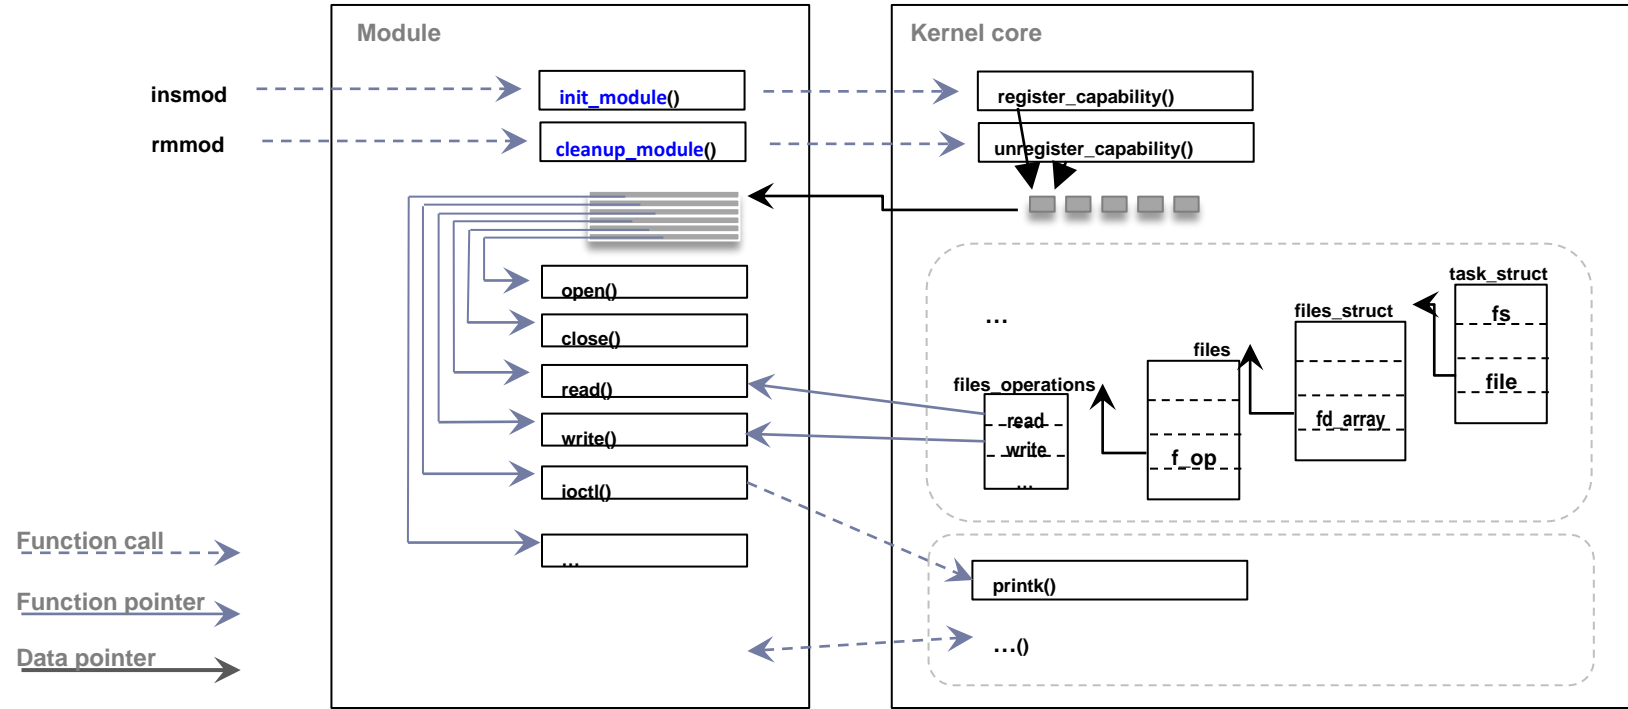 Module
Kernel core
insmod
init_module()
register_capability()
rmmod
cleanup_module()
unregister_capability()
open()
close()
read()
write()
ioctl()
...
...
task_struct
fs
file
files_struct
fd_array
files
f_op
files_operations
read
write
...
printk()
...()
Function call
Function pointer
Data pointer